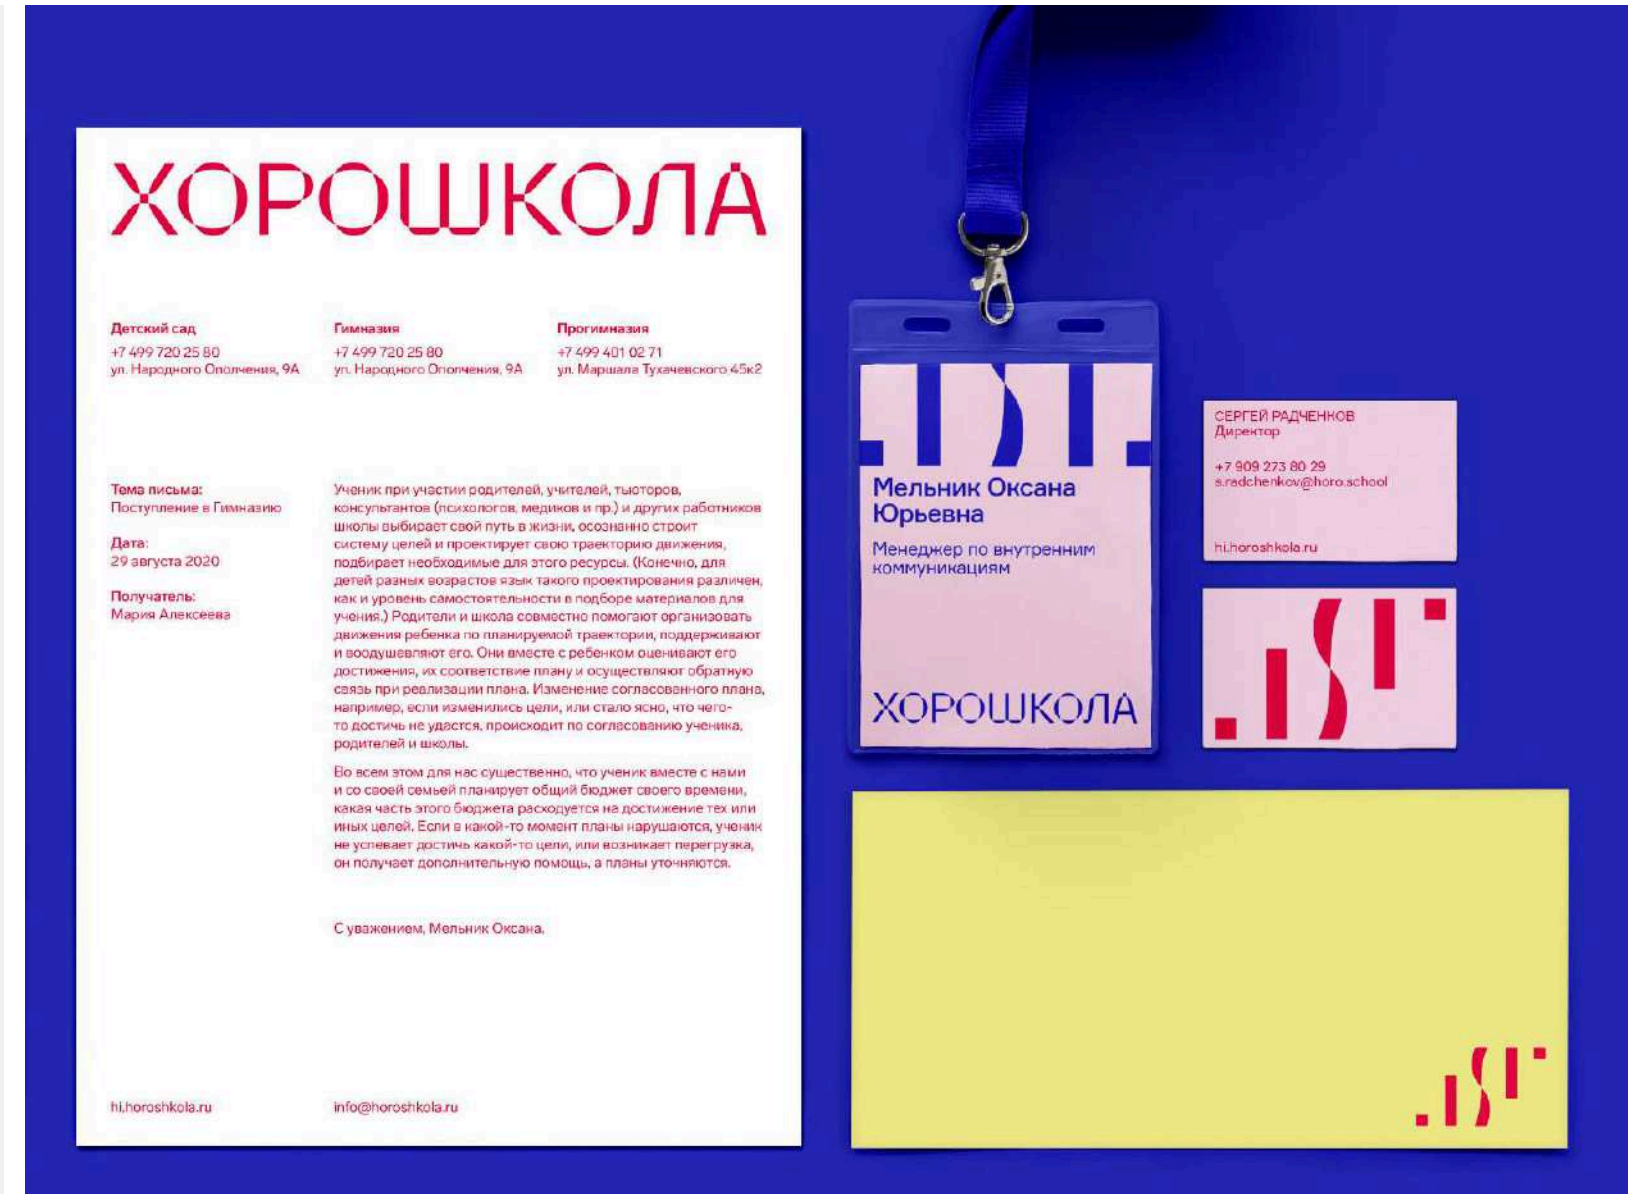 ХОРОШКОЛА
Детский сад
+7 499 720 25 80
ул. Народного Ополчения, 9А
Гимназия
+7 499 720 25 80
ул. Народного Ополчения, 9А
Прогимназия
+7 499 401 02 71
ул. Маршала Тухачевского 45к2
Тема письма:
Поступление в Гимназию
Дата:
29 августа 2020
Получатель:
Мария Алексеева
Ученик при участии родителей, учителей, тьюторов,
консультантов (психологов, медиков и пр.) и других работников
школы выбирает свой путь в жизни, осознанно строит
систему целей и проектирует свою траекторию движения,
подбирает необходимые для этого ресурсы. (Конечно, для
детей разных возрастов язык такого проектирования различен,
как и уровень самостоятельности в подборе материалов для
учения.) Родители и школа совместно помогают организовать
движения ребенка по планируемой траектории, поддерживают
и воодушевляют его. Они вместе с ребенком оценивают его
достижения, их соответствие плану и осуществляют обратную
связь при реализации плана. Изменение согласованного плана,
например, если изменились цели, или стало ясно, что чего-
то достичь не удастся, происходит по согласованию ученика,
родителей и школы.
Во всем этом для нас существенно, что ученик вместе с нами
и со своей семьей планирует общий бюджет своего времени,
какая часть этого бюджета расходуется на достижение тех или
иных целей. Если в какой-то момент планы нарушаются, ученик
не успевает достичь какой-то цели, или возникает перегрузка,
он получает дополнительную помощь, а планы уточняются.
С уважением, Мельник Оксана.
hi.horoshkola.ru
info@horoshkola.ru
Мельник Оксана
Юрьевна
Менеджер по внутренним
коммуникациям
ХОРОШКОЛА
СЕРГЕЙ РАДЧЕНКОВ
Директор
+7 909 273 80 29
s.radchenkov@horo.school
hi.horoshkola.ru